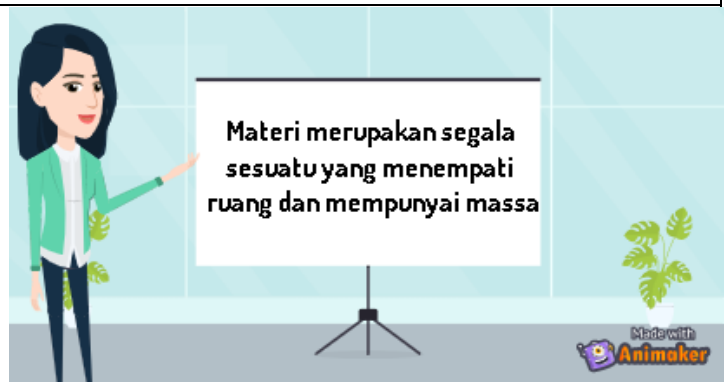 Materi merupakan segala
sesuatu yang menempati
ruang dan mempunyai massa
Made with
Animaker